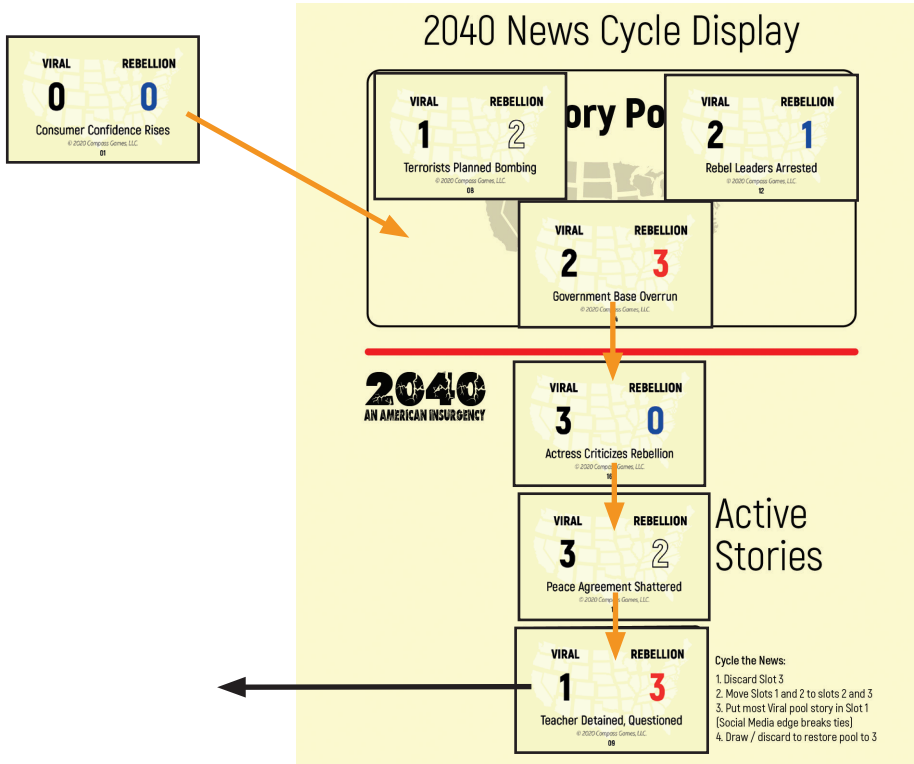 2040 News Cycle Display
VIRAL REBELLION
0 0
Consumer Confidence Rises
© 2020 Compass Games, LLC.
01
ory Po
VIRAL REBELLION
1 2
Terrorists Planned Bombing
© 2020 Compass Games, LLC.
08
VIRAL REBELLION
2 1
Rebel Leaders Arrested
© 2020 Compass Games, LLC.
12
VIRAL REBELLION
2 3
Government Base Overrun
© 2020 Games, LLC.
2040
AN AMERICAN INSURGENCY
VIRAL REBELLION
3 0
Actress Criticizes Rebellion
© 2020 Games, LLC.
VIRAL REBELLION
3 2
Peace Agreement Shattered
© 2020 Games, LLC.
Active
Stories
VIRAL REBELLION
1 3
Teacher Detained, Questioned
© 2020 Compass Games, LLC.
09
Cycle the News:
1. Discard Slot 3
2. Move Slots 1 and 2 to slots 2 and 3
3. Put most Viral pool story in Slot 1
(Social Media edge breaks ties)
4. Draw / discard to restore pool to 3